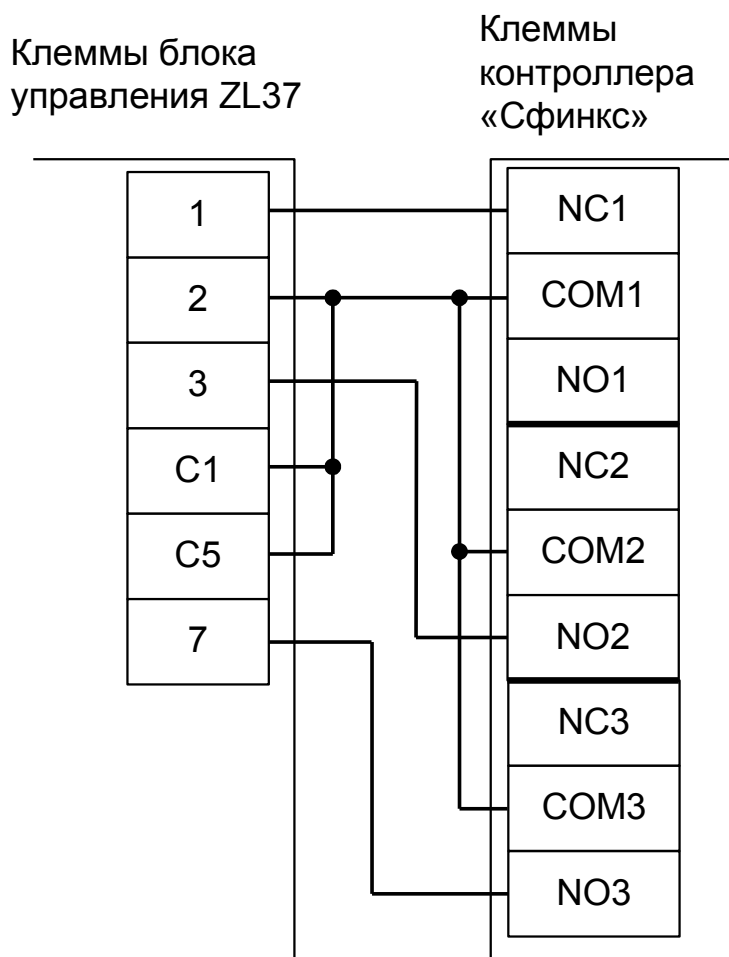 Клеммы блока
управления ZL37
Клеммы
контроллера
«Сфинкс»
1
2
3
C1
C5
7
NC1
COM1
NO1
NC2
COM2
NO2
NC3
COM3
NO3